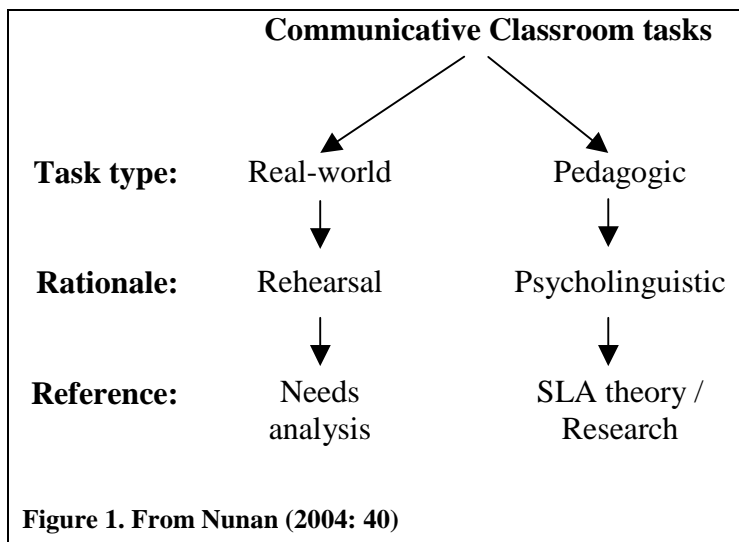 Communicative Classroom tasks
Task type: Real-world Pedagogic
Rationale: Rehearsal Psycholinguistic
Reference: Needs SLA theory /
analysis Research
Figure 1. From Nunan (2004: 40)